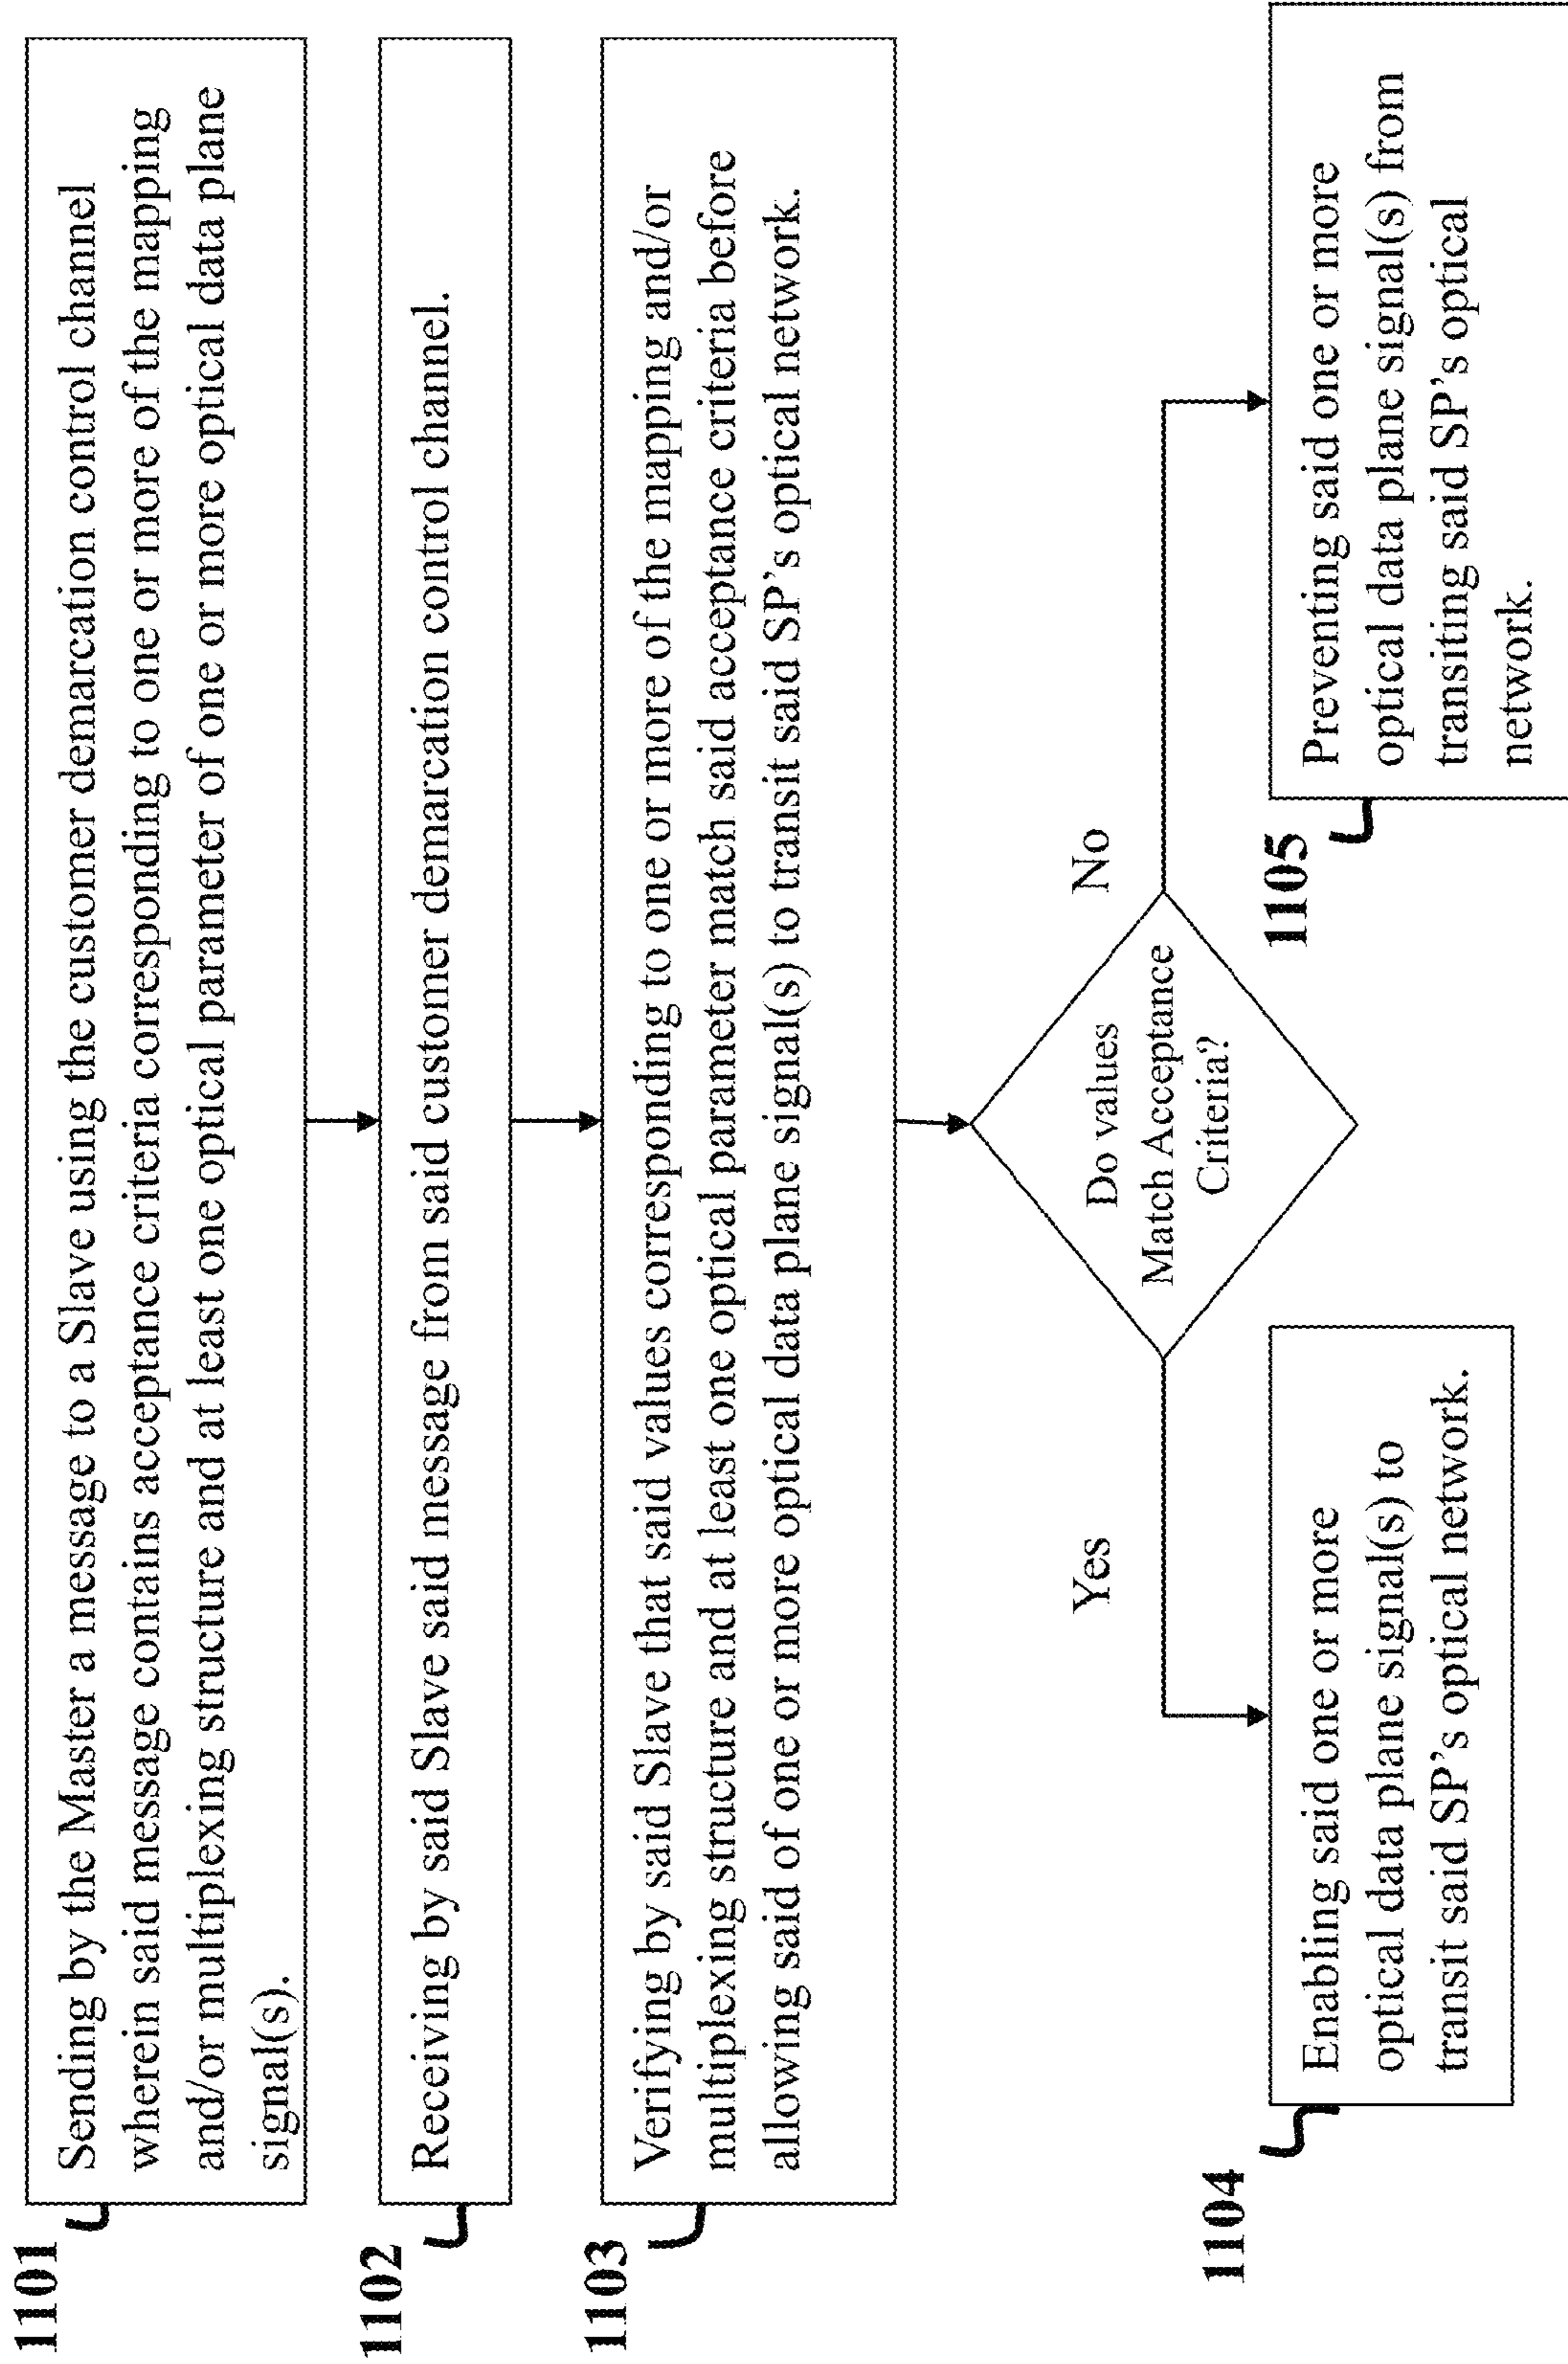 1101
Sending by the Master a message to a Slave using the customer demarcation control channel
wherein said message contains acceptance criteria corresponding to one or more of the mapping
and/or multiplexing structure and at least one optical parameter of one or more optical data plane
signal(s).
1102
Receiving by said Slave said message from said customer demarcation control channel.
1103
Verifying by said Slave that said values corresponding to one or more of the mapping and/or
multiplexing structure and at least one optical parameter match said acceptance criteria before
allowing said of one or more optical data plane signal(s) to transit said SP's optical network.
Do values
Match Acceptance
Criteria?
Yes
No
1104
Enabling said one or more
optical data plane signal(s) to
transit said SP's optical network.
1105
Preventing said one or more
optical data plane signal(s) from
transiting said SP's optical
network.